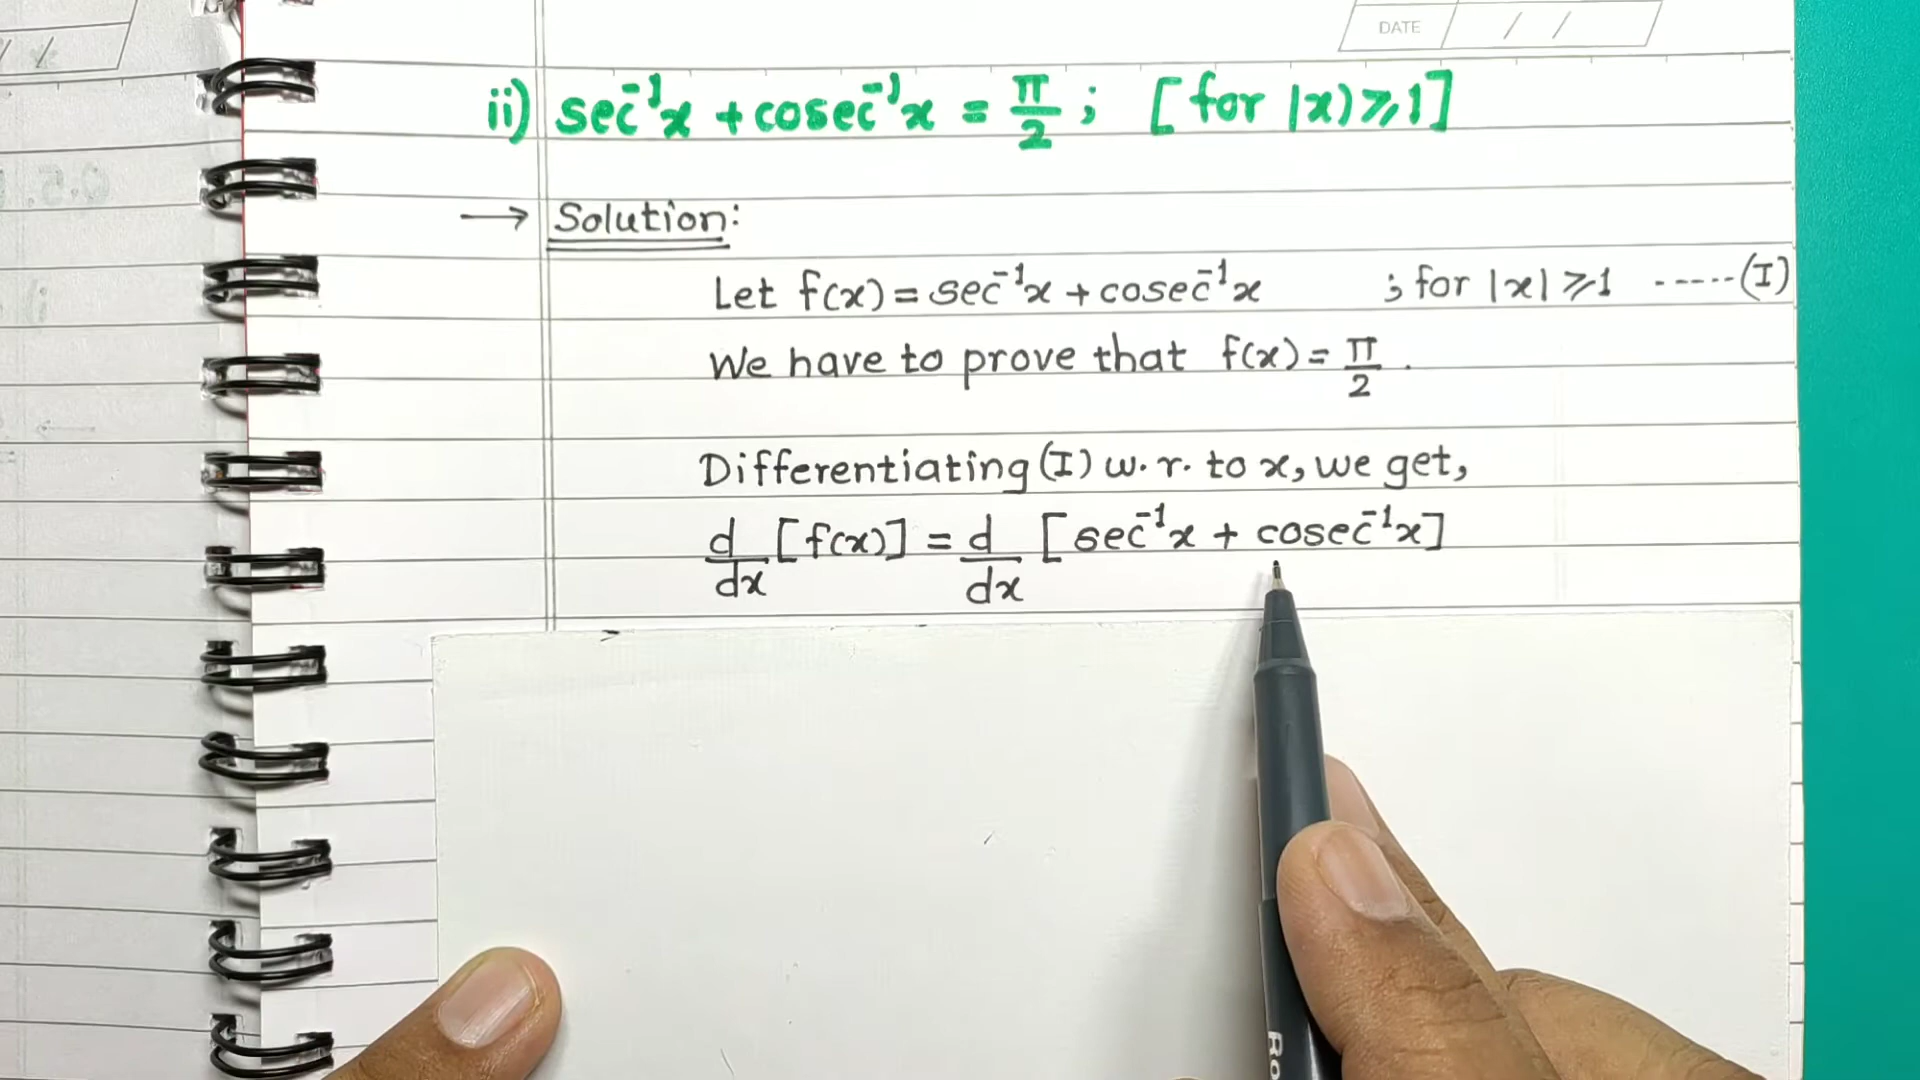 DATE / /
ii) sec⁻¹x + cosec⁻¹x = π/2 ; [for |x) ⩾ 1]
→ Solution:
Let f(x) = sec⁻¹x + cosec⁻¹x ; for |x| ⩾ 1 -----(I)
We have to prove that f(x) = π/2 .
Differentiating (I) w. r. to x, we get,
d/dx [f(x)] = d/dx [sec⁻¹x + cosec⁻¹x]
Ro